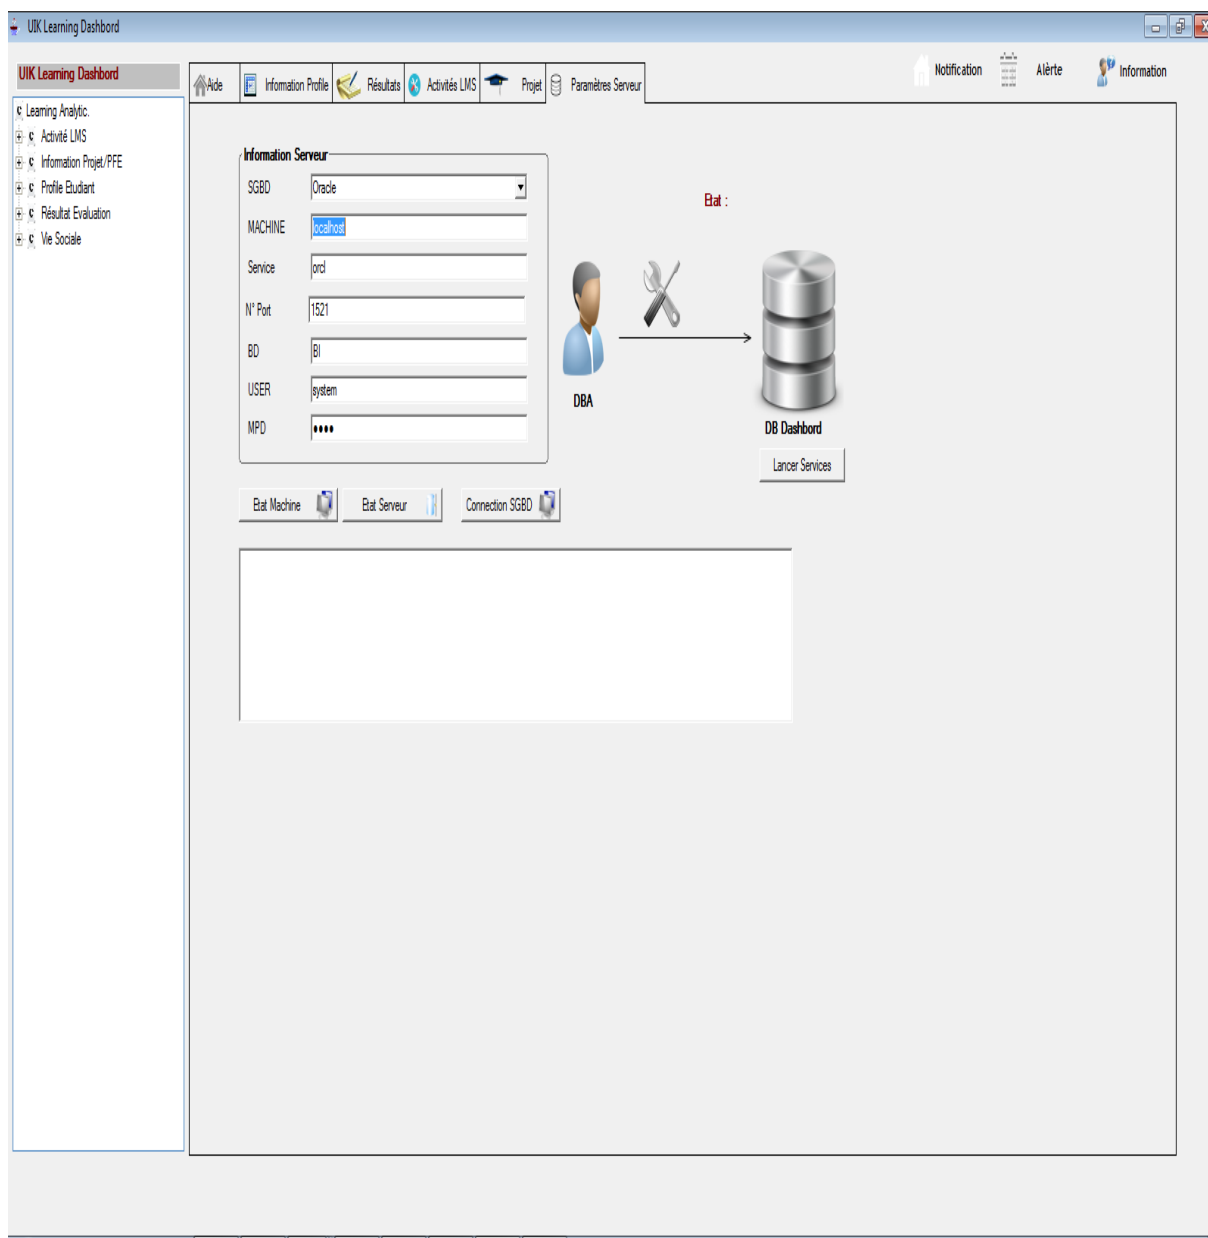 UIK Learning Dashbord
UIK Learning Dashbord
Aide
Information Profile
Résultats
Activités LMS
Projet
Paramètres Serveur
Notification
Alèrte
Information
Learning Analytic.
Activité LMS
Information Projet/PFE
Profile Etudiant
Résultat Evaluation
Vie Sociale
Information Serveur
SGBD Oracle
MACHINE localhost
Service orcl
N° Port 1521
BD BI
USER system
MPD ••••
Etat :
DBA
DB Dashbord
Lancer Services
Etat Machine
Etat Serveur
Connection SGBD